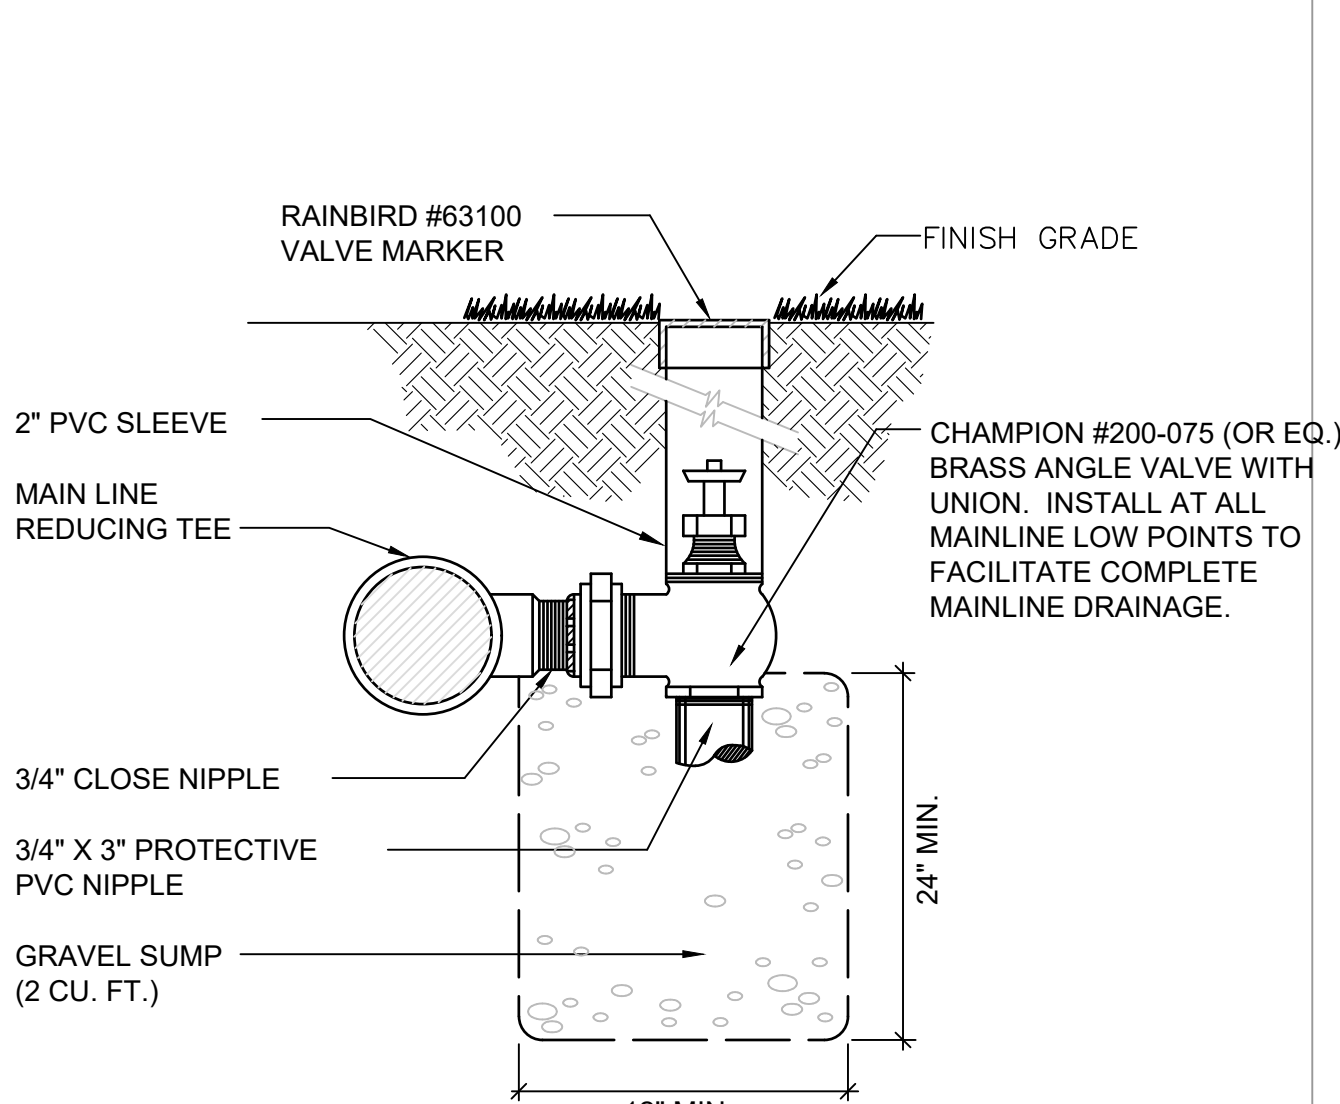 RAINBIRD #63100
VALVE MARKER
FINISH GRADE
2" PVC SLEEVE
MAIN LINE
REDUCING TEE
CHAMPION #200-075 (OR EQ.)
BRASS ANGLE VALVE WITH
UNION. INSTALL AT ALL
MAINLINE LOW POINTS TO
FACILITATE COMPLETE
MAINLINE DRAINAGE.
3/4" CLOSE NIPPLE
3/4" X 3" PROTECTIVE
PVC NIPPLE
24" MIN.
GRAVEL SUMP
(2 CU. FT.)
MIN